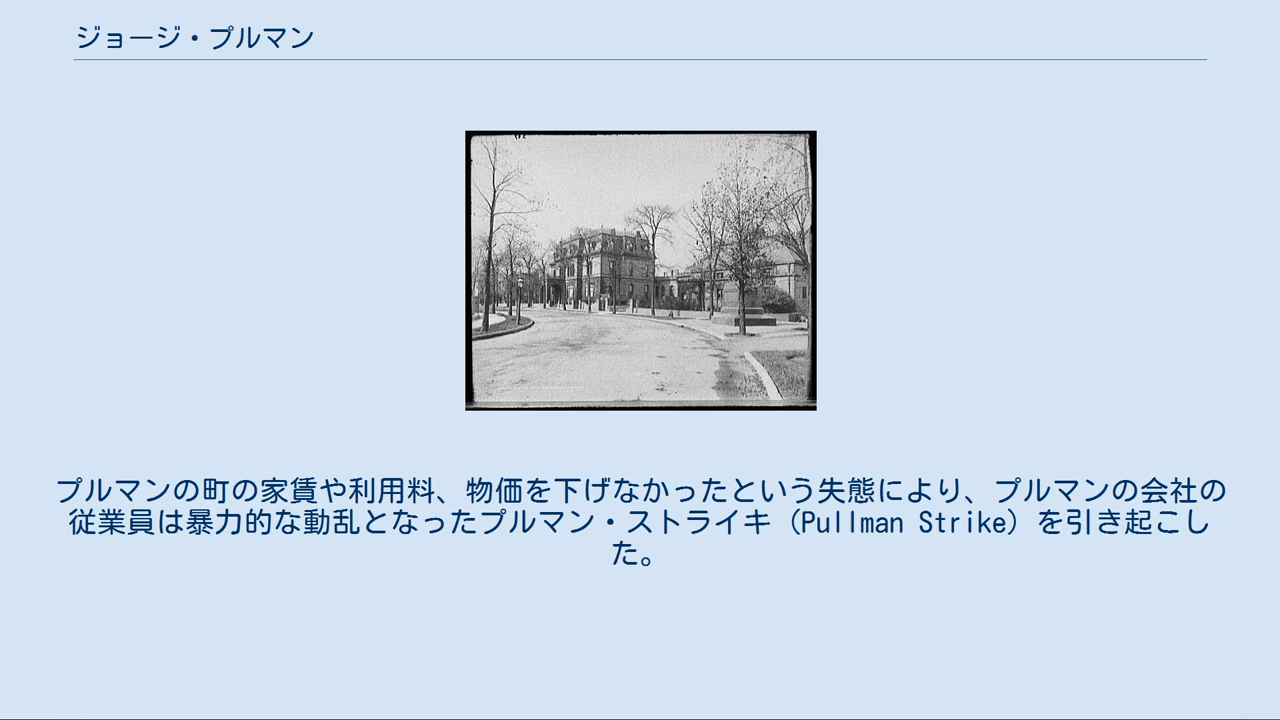 ジョージ・プルマン
プルマンの町の家賃や利用料、物価を下げなかったという失態により、プルマンの会社の
従業員は暴力的な動乱となったプルマン・ストライキ（Pullman Strike）を引き起こし
た。